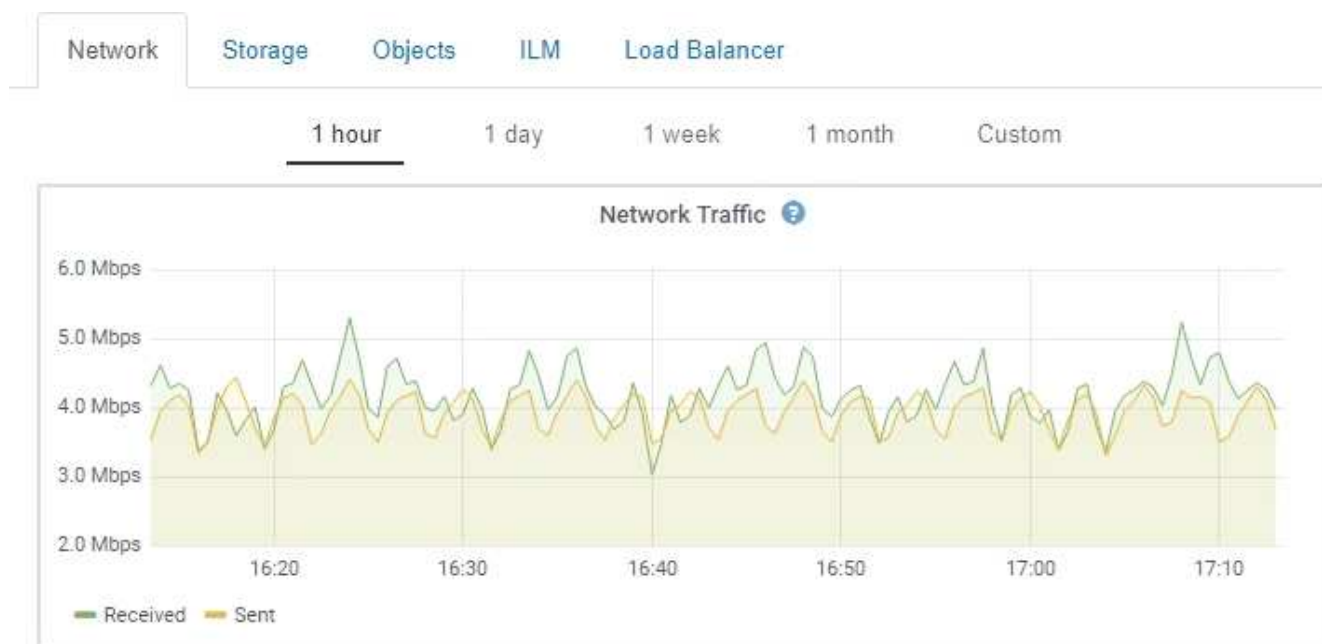 Network Storage Objects ILM Load Balancer
1 hour 1 day 1 week 1 month Custom
Network Traffic ?
6.0 Mbps
5.0 Mbps
4.0 Mbps
3.0 Mbps
2.0 Mbps
16:20 16:30 16:40 16:50 17:00 17:10
Received Sent